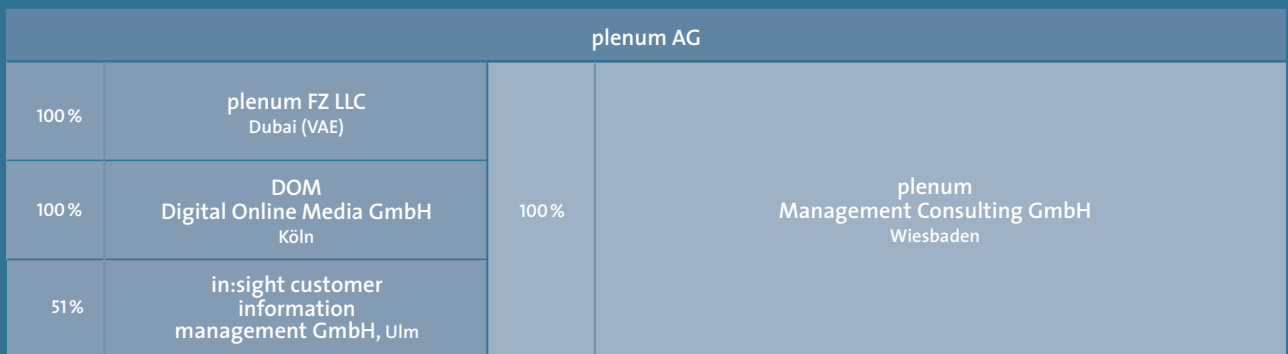 plenum AG
100 %
plenum FZ LLC
Dubai (VAE)
100 %
DOM
Digital Online Media GmbH
Köln
51 %
in:sight customer
information
management GmbH, Ulm
100 %
plenum
Management Consulting GmbH
Wiesbaden